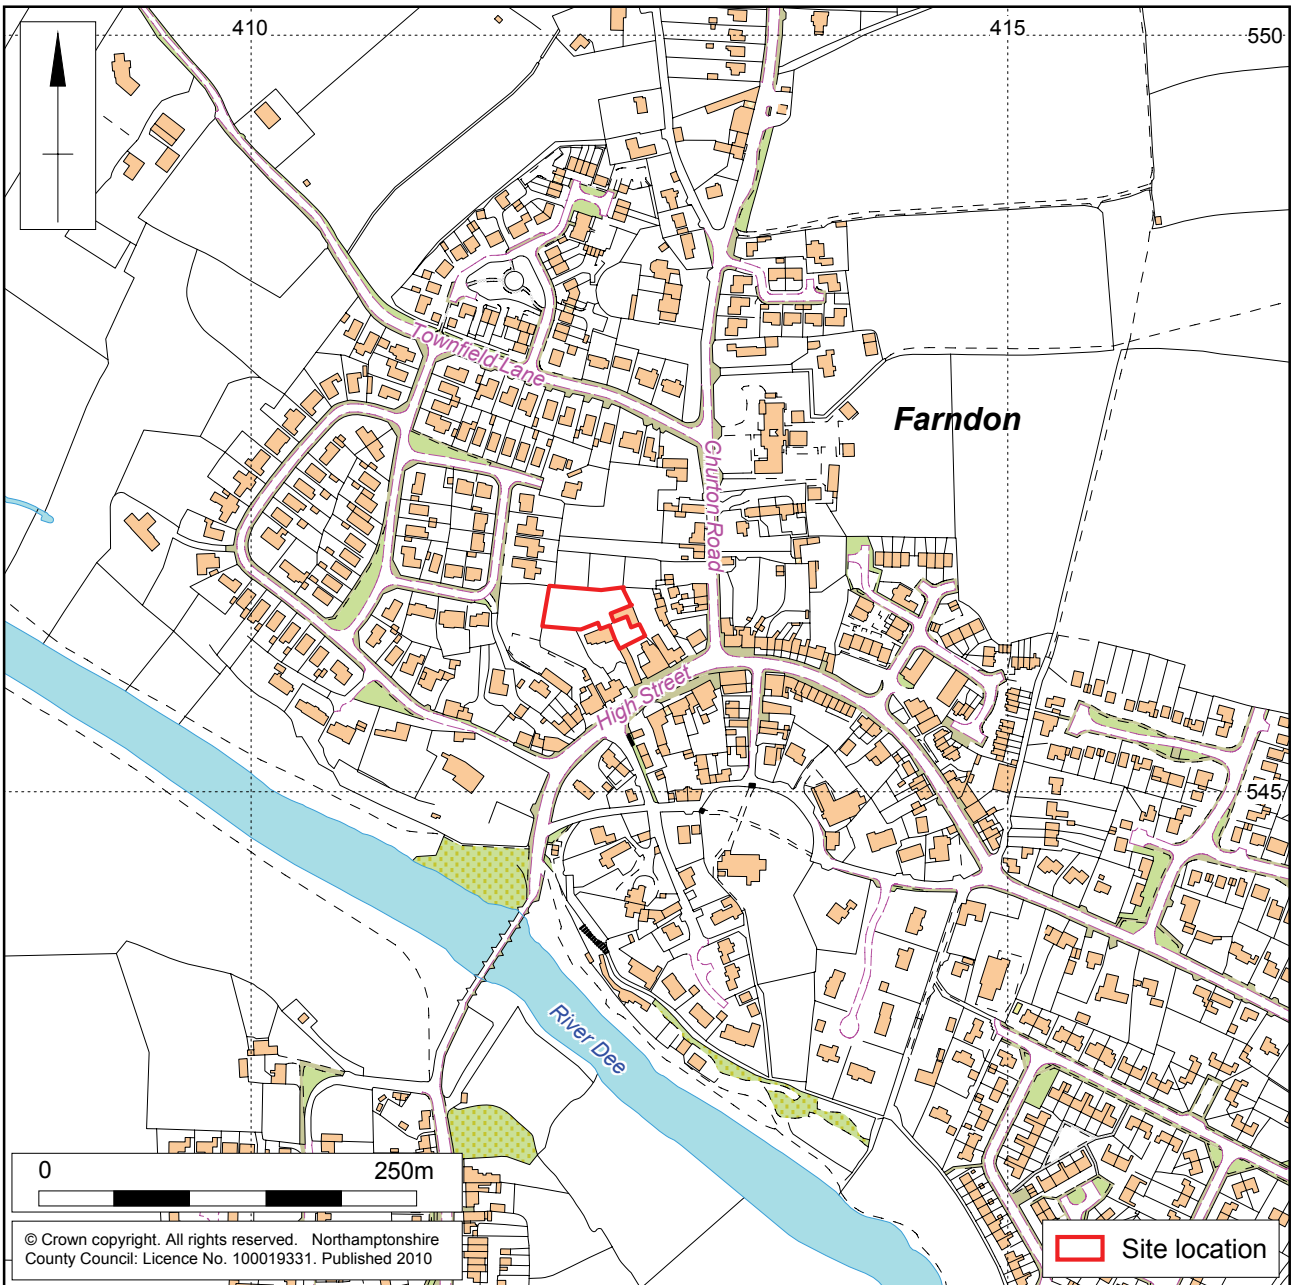 410
415
550
Townfield Lane
Farndon
Churton Road
High Street
545
River Dee
0 250m
© Crown copyright. All rights reserved. Northamptonshire
County Council: Licence No. 100019331. Published 2010
Site location